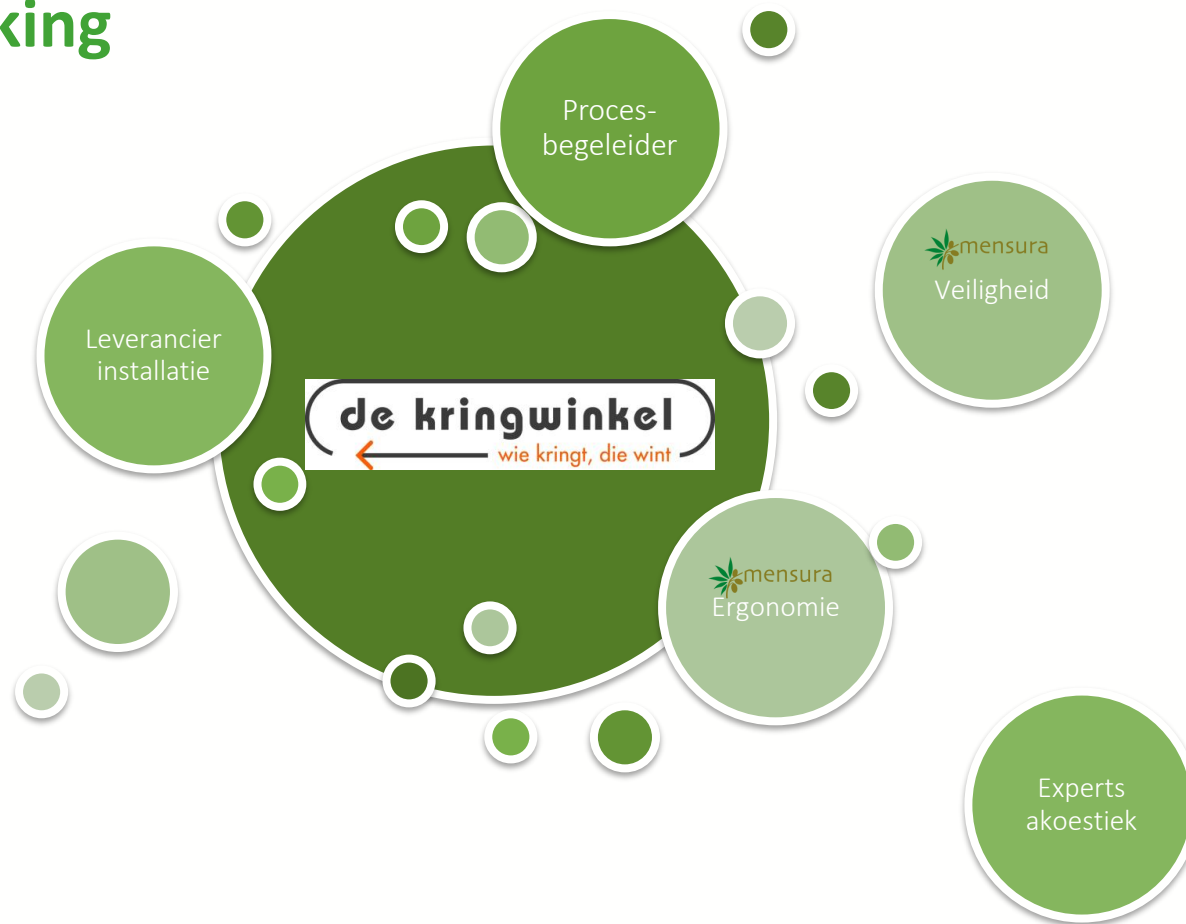 king
Proces-
begeleider
mensura
Veiligheid
Leverancier
installatie
de kringwinkel
wie kringt, die wint
mensura
Ergonomie
Experts
akoestiek